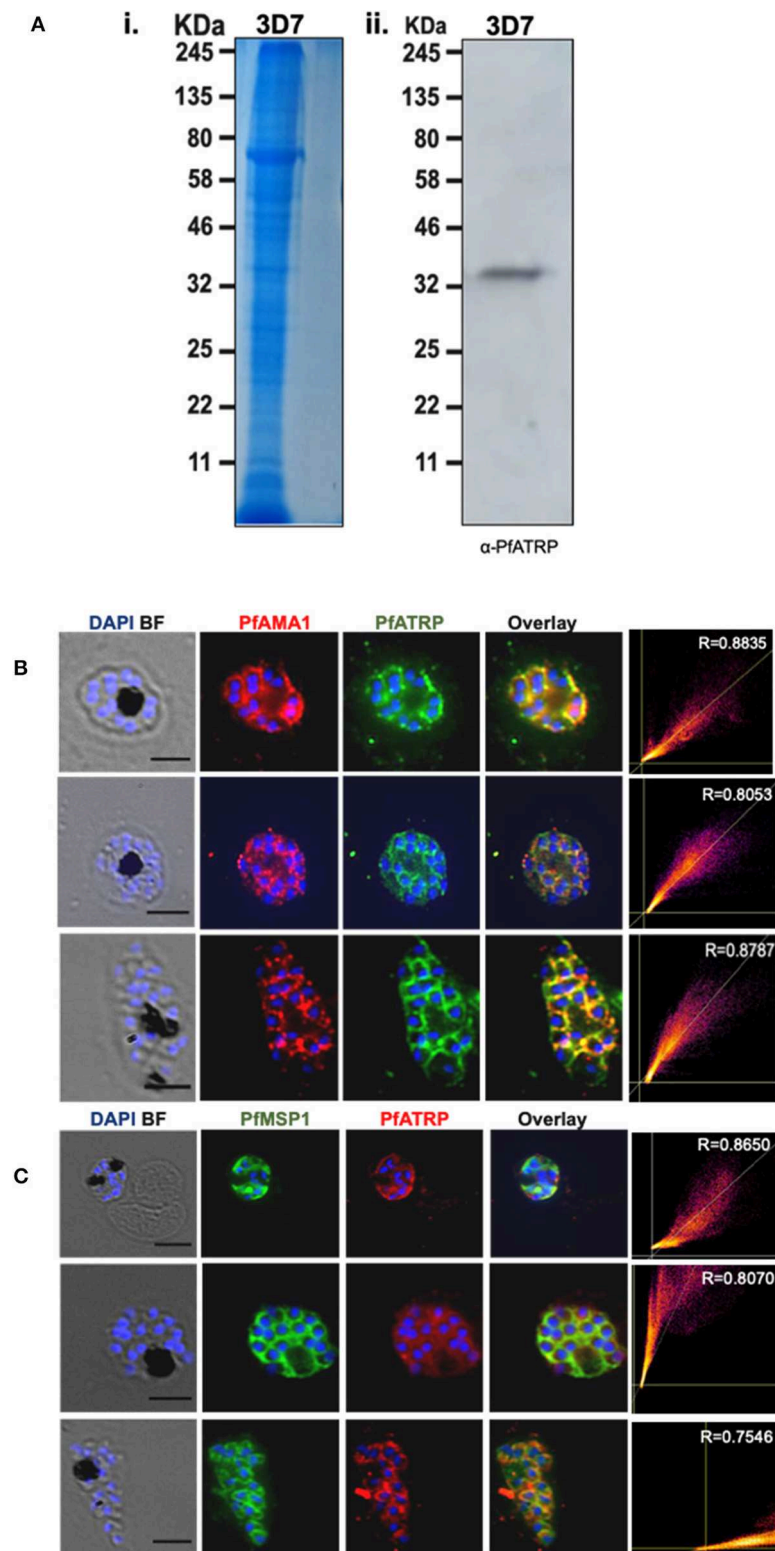 A
i. KDa 3D7
245
135
80
58
46
32
25
22
11
ii. KDa 3D7
245
135
80
58
46
32
25
22
11
α-PfATRP
DAPI BF PfAMA1 PfATRP Overlay
B
R=0.8835
R=0.8053
R=0.8787
DAPI BF PfMSP1 PfATRP Overlay
C
R=0.8650
R=0.8070
R=0.7546